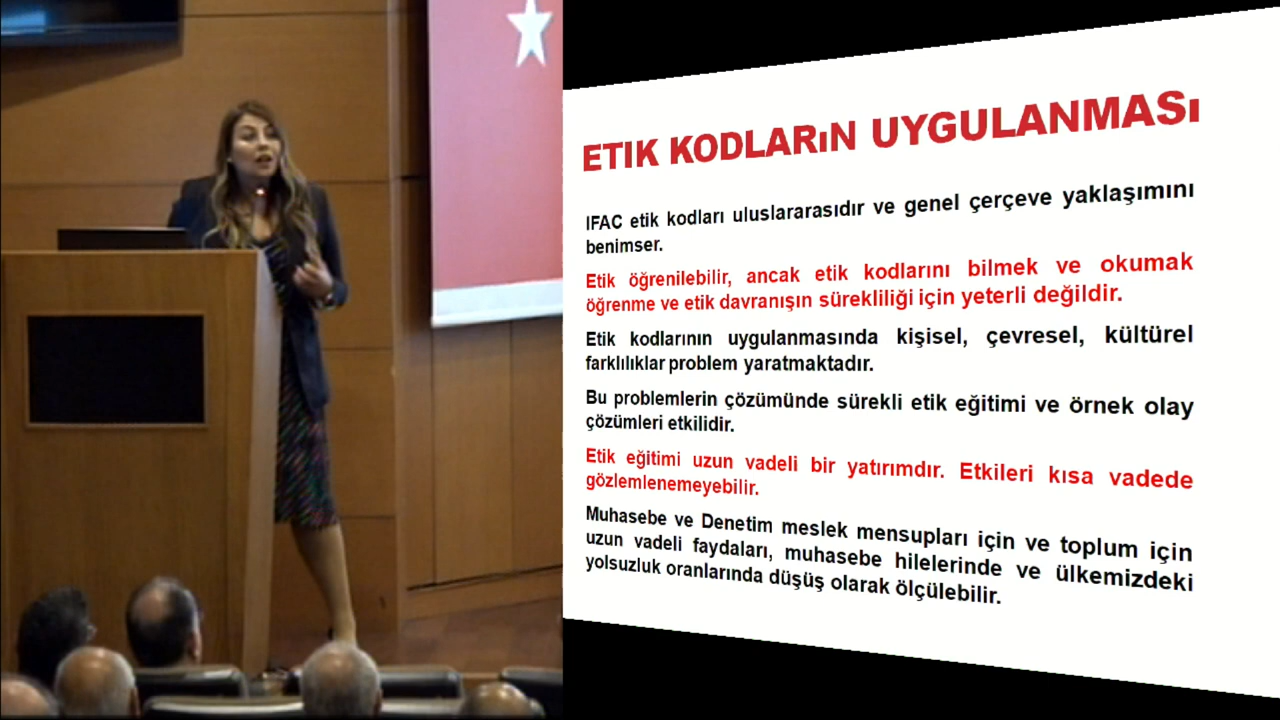 ETIK KODLARıN UYGULANMASı
IFAC etik kodları uluslararasıdır ve genel çerçeve yaklaşımını
benimser.
Etik öğrenilebilir, ancak etik kodlarını bilmek ve okumak
öğrenme ve etik davranışın sürekliliği için yeterli değildir.
Etik kodlarının uygulanmasında kişisel, çevresel, kültürel
farklılıklar problem yaratmaktadır.
Bu problemlerin çözümünde sürekli etik eğitimi ve örnek olay
çözümleri etkilidir.
Etik eğitimi uzun vadeli bir yatırımdır. Etkileri kısa vadede
gözlemlenemeyebilir.
Muhasebe ve Denetim meslek mensupları için ve toplum için
uzun vadeli faydaları, muhasebe hilelerinde ve ülkemizdeki
yolsuzluk oranlarında düşüş olarak ölçülebilir.